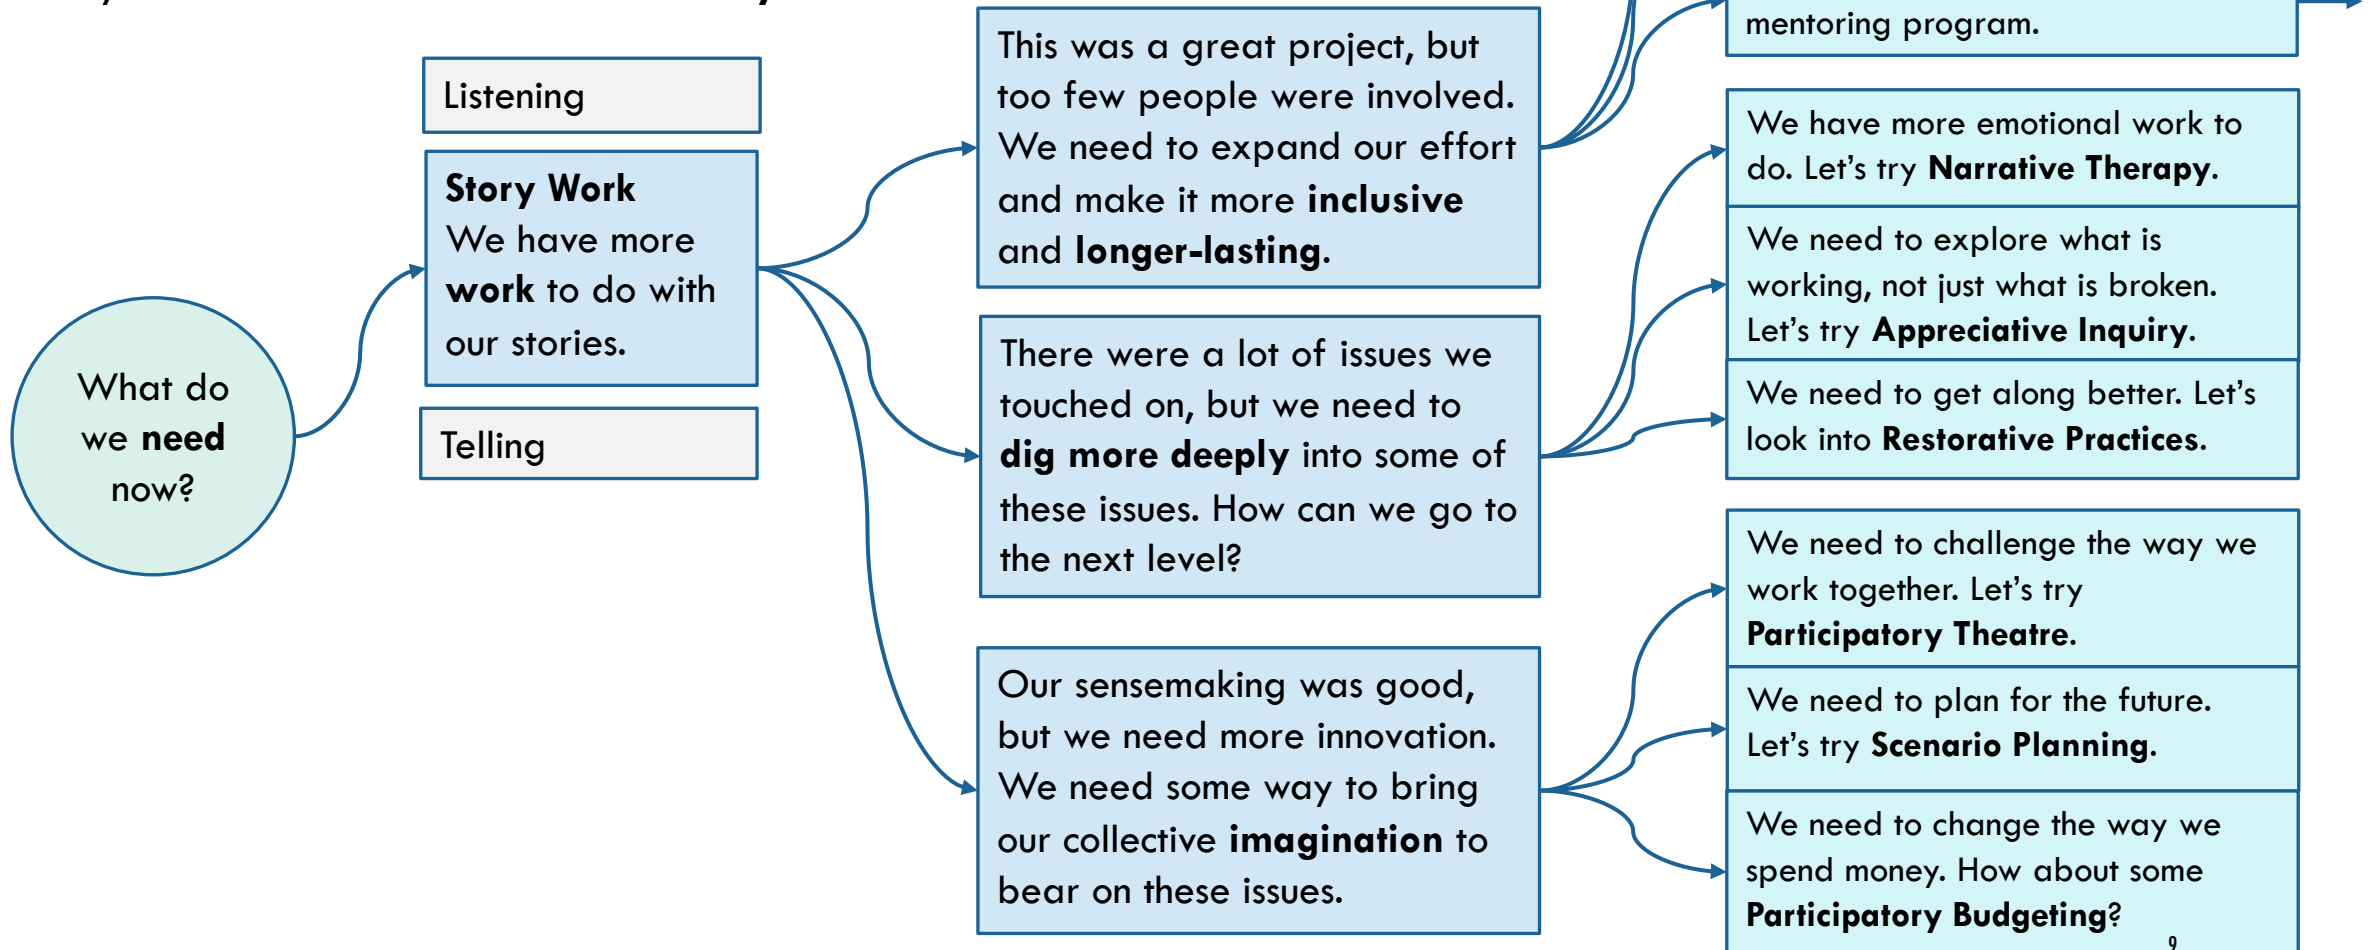 What do
we need
now?
Listening
Story Work
We have more
work to do with
our stories.
Telling
This was a great project, but
too few people were involved.
We need to expand our effort
and make it more inclusive
and longer-lasting.
There were a lot of issues we
touched on, but we need to
dig more deeply into some of
these issues. How can we go to
the next level?
Our sensemaking was good,
but we need more innovation.
We need some way to bring
our collective imagination to
bear on these issues.
mentoring program.
We have more emotional work to
do. Let's try Narrative Therapy.
We need to explore what is
working, not just what is broken.
Let's try Appreciative Inquiry.
We need to get along better. Let's
look into Restorative Practices.
We need to challenge the way we
work together. Let's try
Participatory Theatre.
We need to plan for the future.
Let's try Scenario Planning.
We need to change the way we
spend money. How about some
Participatory Budgeting?
9